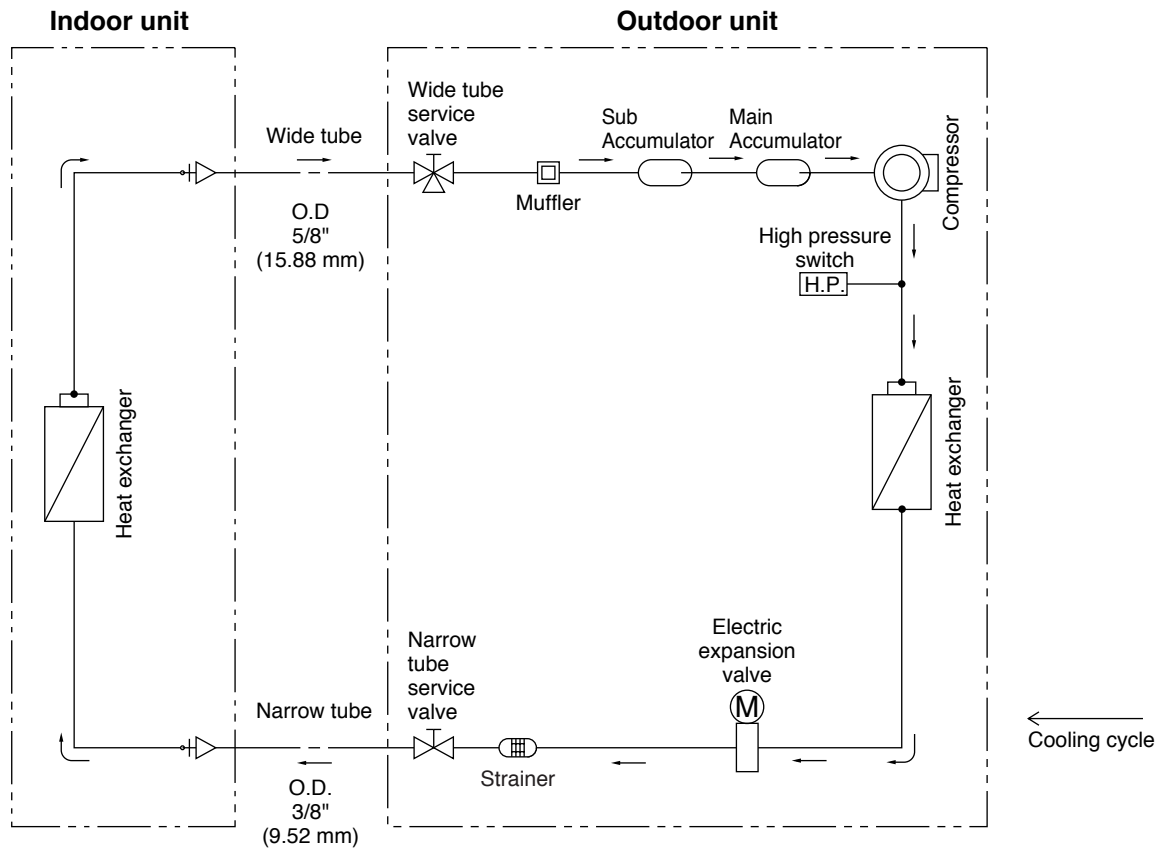 Indoor unit
Outdoor unit
Wide tube
O.D
5/8"
(15.88 mm)
Wide tube
service
valve
Muffler
Sub
Accumulator
Main
Accumulator
Compressor
High pressure
switch
H.P.
Heat exchanger
Heat exchanger
Narrow tube
O.D.
3/8"
(9.52 mm)
Narrow
tube
service
valve
Strainer
Electric
expansion
valve
M
Cooling cycle